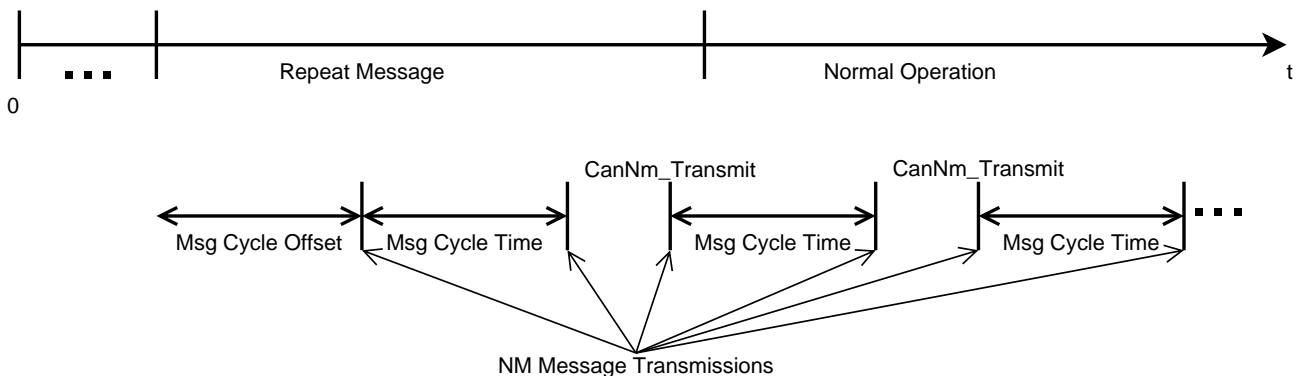 Repeat Message
Normal Operation
t
0
CanNm_Transmit
CanNm_Transmit
Msg Cycle Offset
Msg Cycle Time
Msg Cycle Time
Msg Cycle Time
NM Message Transmissions